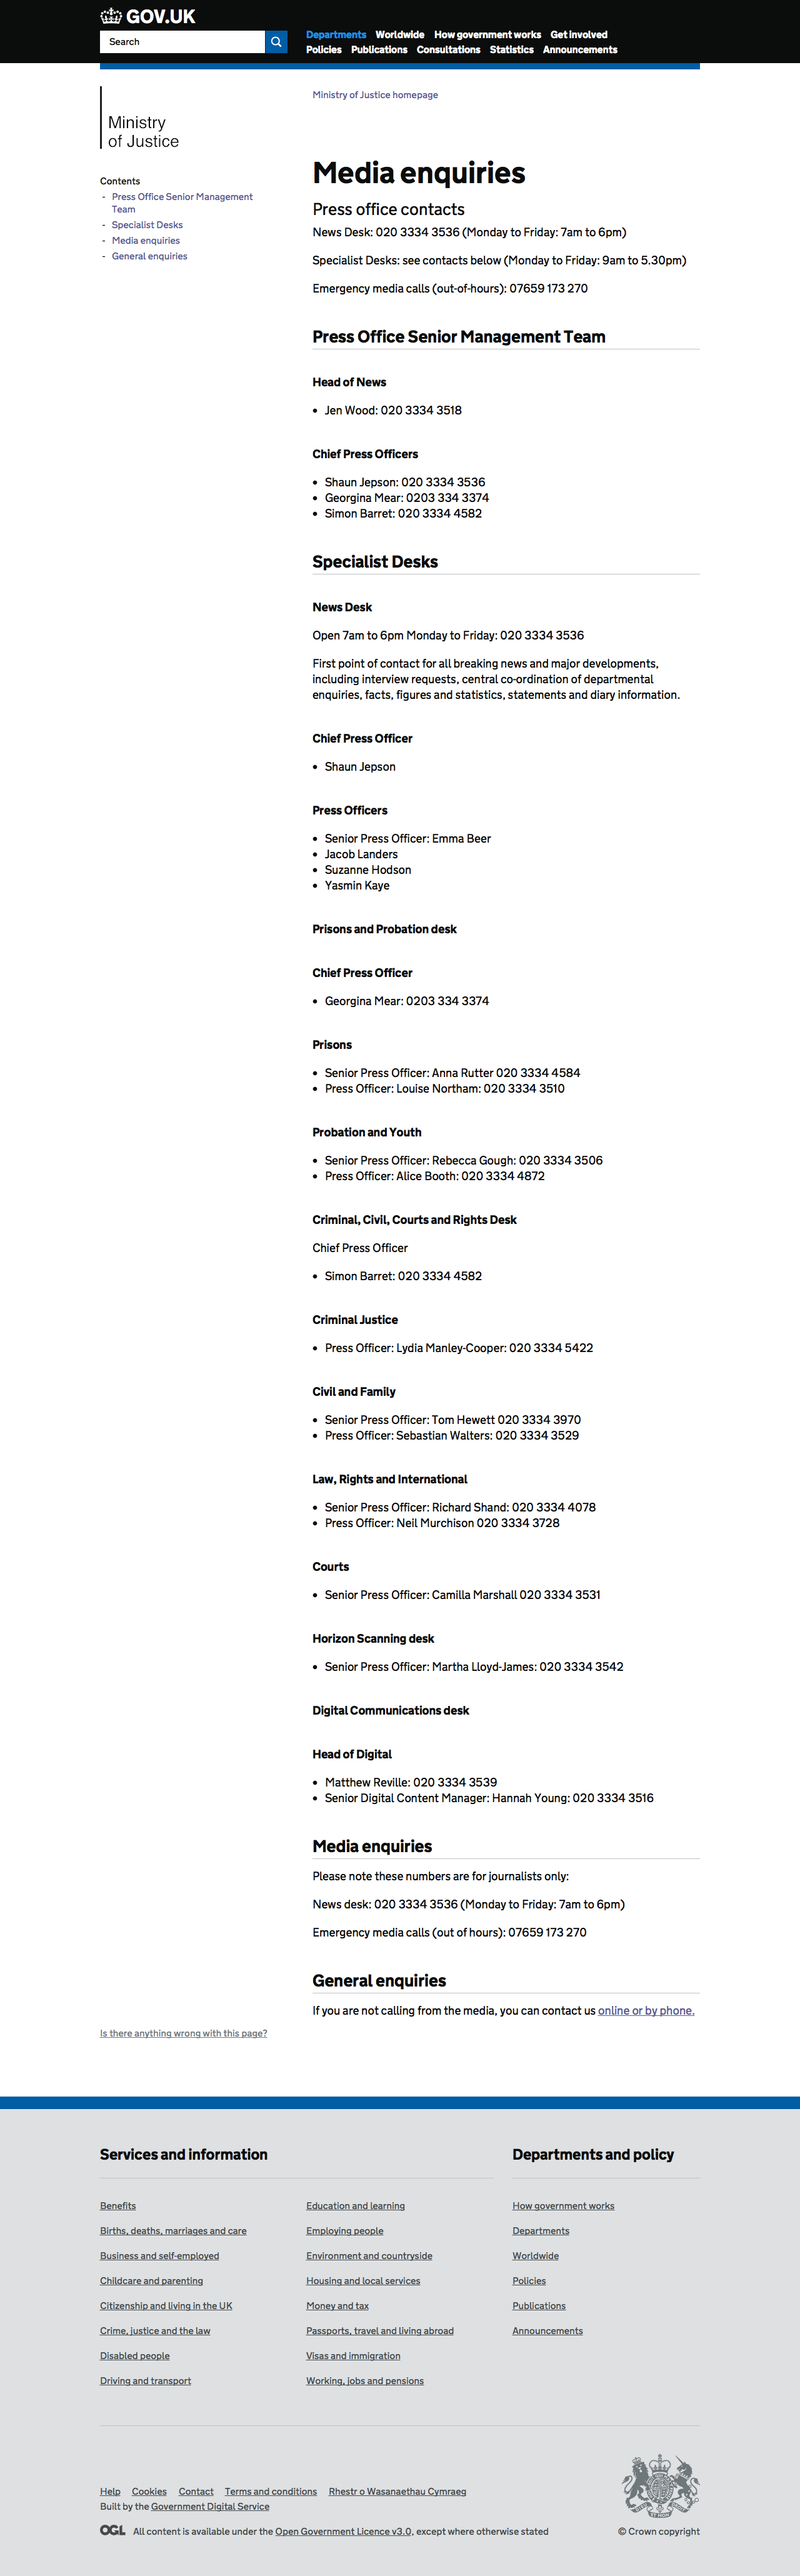 GOV.UK
Search
Departments Worldwide How government works Get involved
Policies Publications Consultations Statistics Announcements
Ministry of Justice homepage
Ministry
of Justice
Contents
- Press Office Senior Management
Team
- Specialist Desks
- Media enquiries
- General enquiries
Media enquiries
Press office contacts
News Desk: 020 3334 3536 (Monday to Friday: 7am to 6pm)
Specialist Desks: see contacts below (Monday to Friday: 9am to 5.30pm)
Emergency media calls (out-of-hours): 07659 173 270
Press Office Senior Management Team
Head of News
• Jen Wood: 020 3334 3518
Chief Press Officers
• Shaun Jepson: 020 3334 3536
• Georgina Mear: 0203 334 3374
• Simon Barret: 020 3334 4582
Specialist Desks
News Desk
Open 7am to 6pm Monday to Friday: 020 3334 3536
First point of contact for all breaking news and major developments,
including interview requests, central co-ordination of departmental
enquiries, facts, figures and statistics, statements and diary information.
Chief Press Officer
• Shaun Jepson
Press Officers
• Senior Press Officer: Emma Beer
• Jacob Landers
• Suzanne Hodson
• Yasmin Kaye
Prisons and Probation desk
Chief Press Officer
• Georgina Mear: 0203 334 3374
Prisons
• Senior Press Officer: Anna Rutter 020 3334 4584
• Press Officer: Louise Northam: 020 3334 3510
Probation and Youth
• Senior Press Officer: Rebecca Gough: 020 3334 3506
• Press Officer: Alice Booth: 020 3334 4872
Criminal, Civil, Courts and Rights Desk
Chief Press Officer
• Simon Barret: 020 3334 4582
Criminal Justice
• Press Officer: Lydia Manley-Cooper: 020 3334 5422
Civil and Family
• Senior Press Officer: Tom Hewett 020 3334 3970
• Press Officer: Sebastian Walters: 020 3334 3529
Law, Rights and International
• Senior Press Officer: Richard Shand: 020 3334 4078
• Press Officer: Neil Murchison 020 3334 3728
Courts
• Senior Press Officer: Camilla Marshall 020 3334 3531
Horizon Scanning desk
• Senior Press Officer: Martha Lloyd-James: 020 3334 3542
Digital Communications desk
Head of Digital
• Matthew Reville: 020 3334 3539
• Senior Digital Content Manager: Hannah Young: 020 3334 3516
Media enquiries
Please note these numbers are for journalists only:
News desk: 020 3334 3536 (Monday to Friday: 7am to 6pm)
Emergency media calls (out of hours): 07659 173 270
General enquiries
If you are not calling from the media, you can contact us online or by phone.
Is there anything wrong with this page?
Services and information
Benefits
Births, deaths, marriages and care
Business and self-employed
Childcare and parenting
Citizenship and living in the UK
Crime, justice and the law
Disabled people
Driving and transport
Education and learning
Employing people
Environment and countryside
Housing and local services
Money and tax
Passports, travel and living abroad
Visas and immigration
Working, jobs and pensions
Departments and policy
How government works
Departments
Worldwide
Policies
Publications
Announcements
Help Cookies Contact Terms and conditions Rhestr o Wasanaethau Cymraeg
Built by the Government Digital Service
OGL All content is available under the Open Government Licence v3.0, except where otherwise stated
© Crown copyright